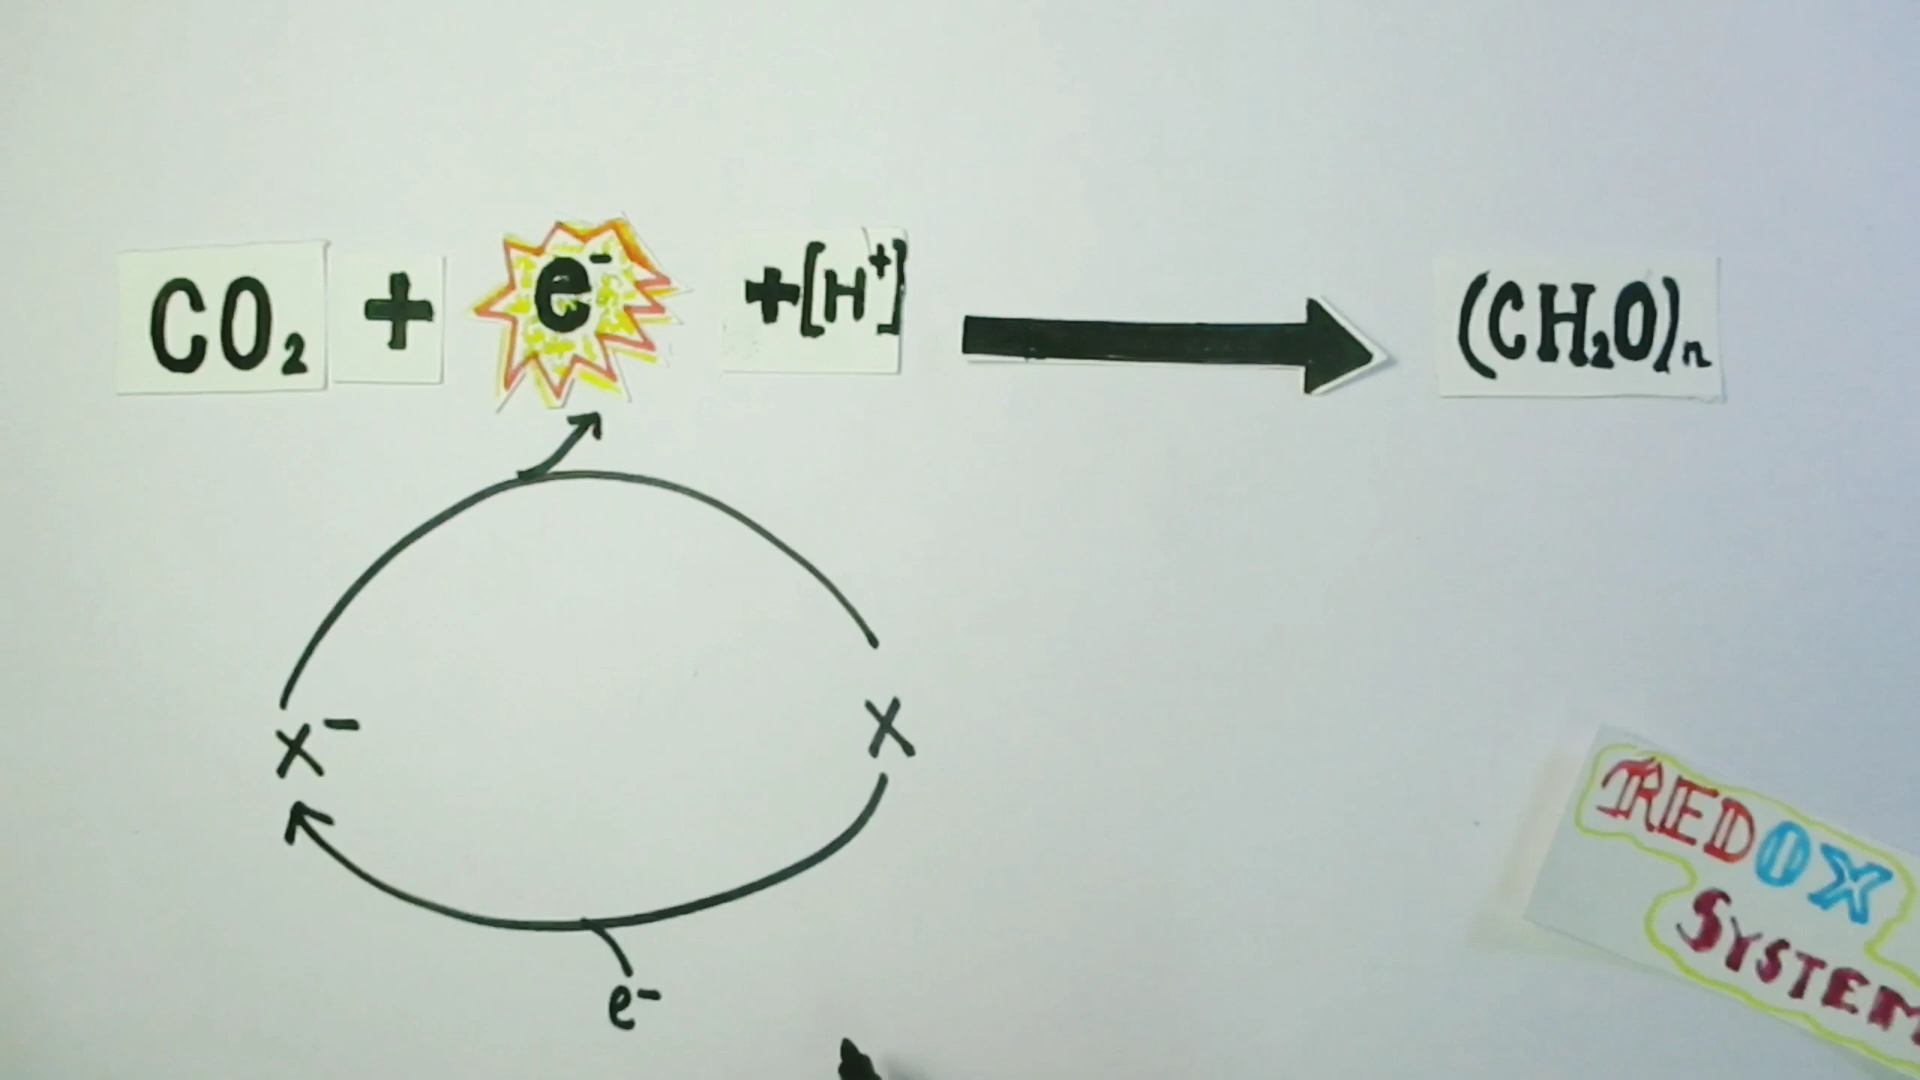 CO₂ + e⁻ +[H⁺] (CH₂O)ₙ
X⁻ X
e⁻
REDOX
SYSTEM